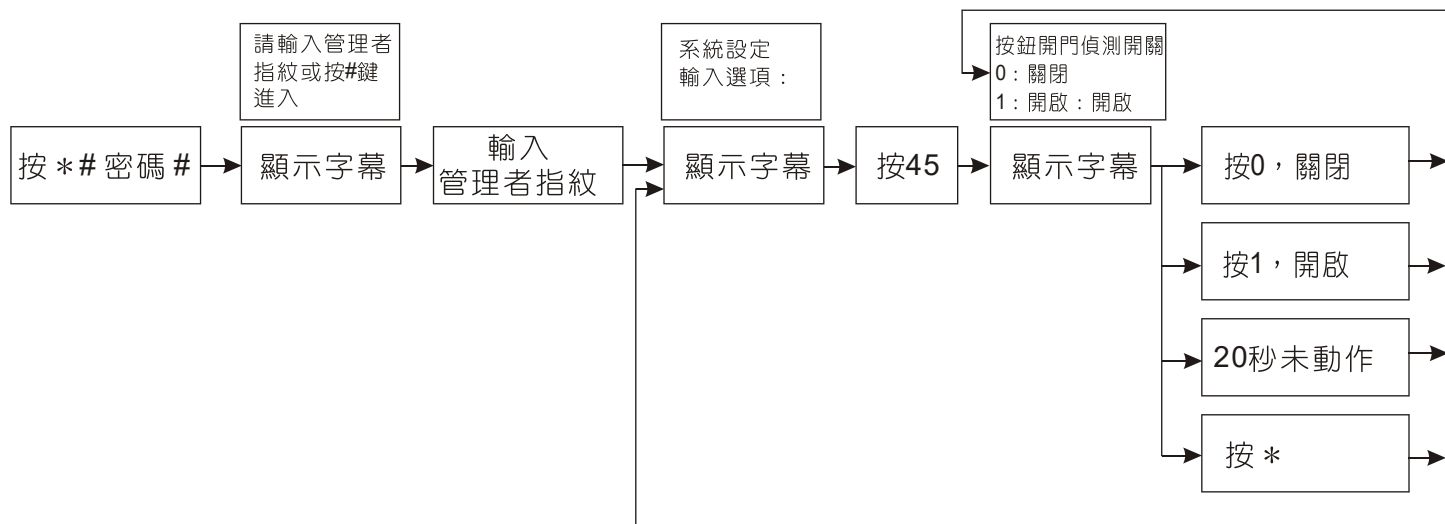 請輸入管理者
指紋或按#鍵
進入
系統設定
輸入選項：
按鈕開門偵測開關
0：關閉
1：開啟：開啟
按＊# 密碼 #
顯示字幕
輸入
管理者指紋
顯示字幕
按45
顯示字幕
按0，關閉
按1，開啟
20秒未動作
按＊